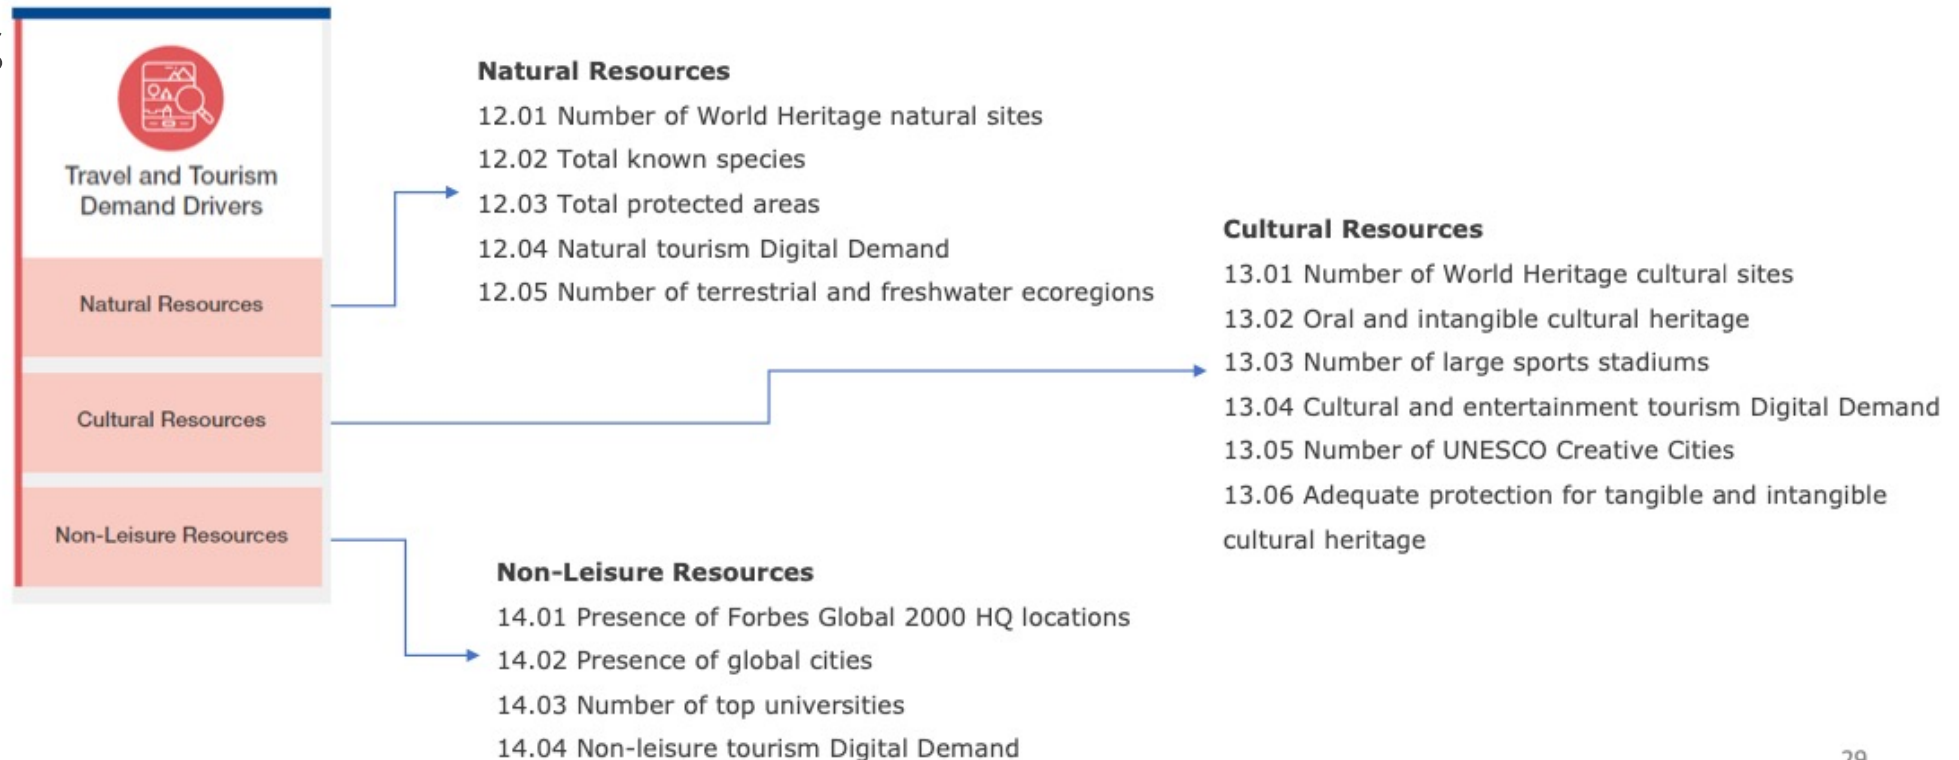 Travel and Tourism
Demand Drivers
Natural Resources
Cultural Resources
Non-Leisure Resources
Natural Resources
12.01 Number of World Heritage natural sites
12.02 Total known species
12.03 Total protected areas
12.04 Natural tourism Digital Demand
12.05 Number of terrestrial and freshwater ecoregions
Cultural Resources
13.01 Number of World Heritage cultural sites
13.02 Oral and intangible cultural heritage
13.03 Number of large sports stadiums
13.04 Cultural and entertainment tourism Digital Demand
13.05 Number of UNESCO Creative Cities
13.06 Adequate protection for tangible and intangible
cultural heritage
Non-Leisure Resources
14.01 Presence of Forbes Global 2000 HQ locations
14.02 Presence of global cities
14.03 Number of top universities
14.04 Non-leisure tourism Digital Demand
29